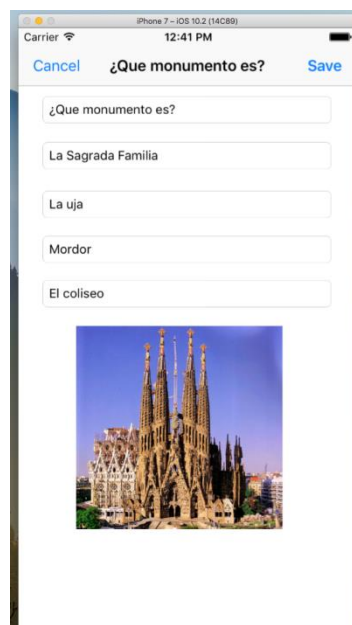 iPhone 7 – iOS 10.2 (14C89)
Carrier 12:41 PM
Cancel ¿Que monumento es? Save
¿Que monumento es?
La Sagrada Familia
La uja
Mordor
El coliseo